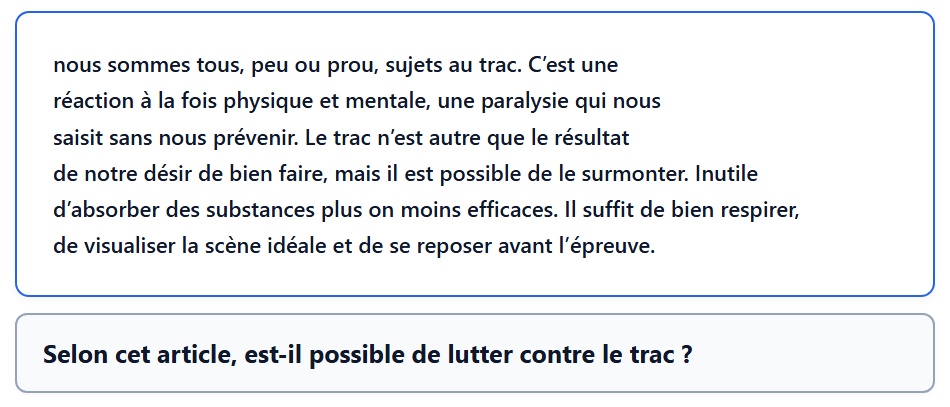 nous sommes tous, peu ou prou, sujets au trac. C’est une
réaction à la fois physique et mentale, une paralysie qui nous
saisit sans nous prévenir. Le trac n’est autre que le résultat
de notre désir de bien faire, mais il est possible de le surmonter. Inutile
d’absorber des substances plus on moins efficaces. Il suffit de bien respirer,
de visualiser la scène idéale et de se reposer avant l’épreuve.
Selon cet article, est-il possible de lutter contre le trac ?